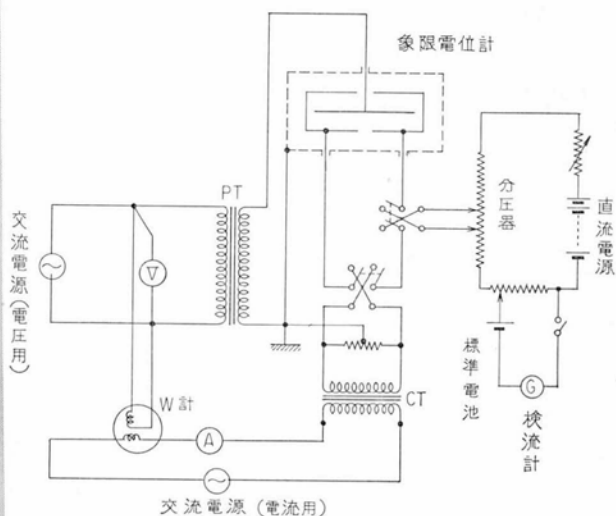 象限電位計
PT
分圧器
直流電源
交流電源(電圧用)
V
W計
A
CT
標準電池
G
検流計
交流電源(電流用)